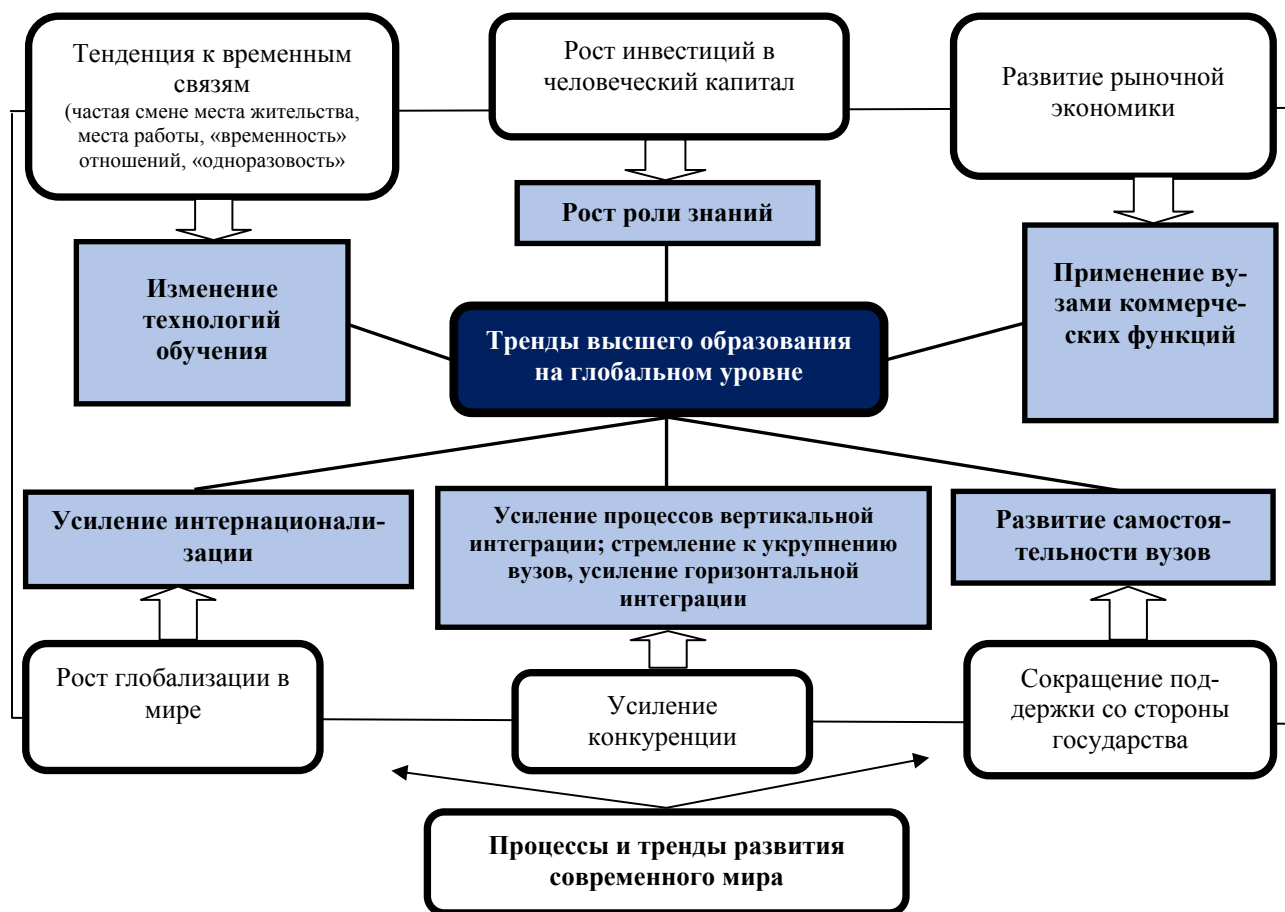 Тенденция к временным
связям
(частая смене места жительства,
места работы, «временность»
отношений, «одноразовость»
Рост инвестиций в
человеческий капитал
Развитие рыночной
экономики
Рост роли знаний
Изменение
технологий
обучения
Применение ву-
зами коммерче-
ских функций
Тренды высшего образования
на глобальном уровне
Усиление интернационали-
зации
Усиление процессов вертикальной
интеграции; стремление к укрупнению
вузов, усиление горизонтальной
интеграции
Развитие самостоя-
тельности вузов
Рост глобализации в
мире
Усиление
конкуренции
Сокращение под-
держки со стороны
государства
Процессы и тренды развития
современного мира